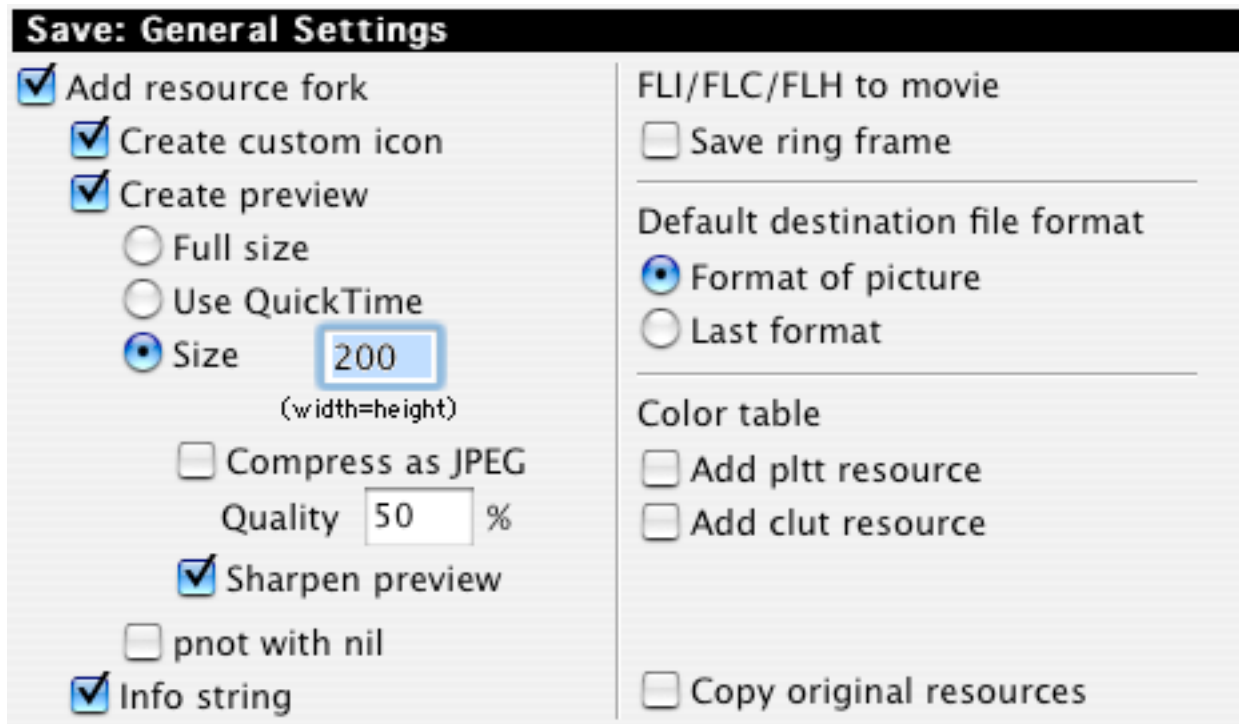 Save: General Settings
Add resource fork
Create custom icon
Create preview
Full size
Use QuickTime
Size 200
(width=height)
Compress as JPEG
Quality 50 %
Sharpen preview
pnot with nil
Info string
FLI/FLC/FLH to movie
Save ring frame
Default destination file format
Format of picture
Last format
Color table
Add pltt resource
Add clut resource
Copy original resources